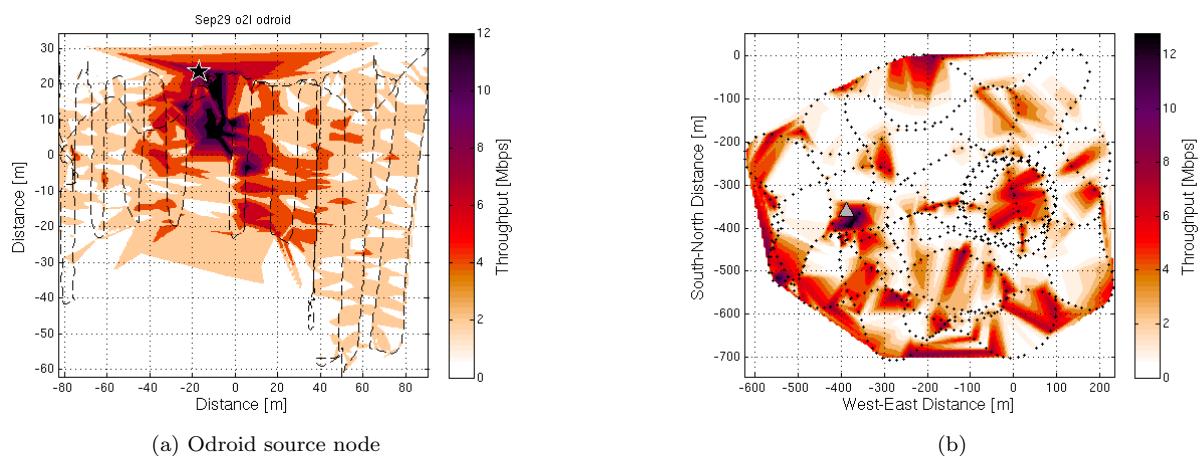 Sep29 o2l odroid
30
20
10
0
-10
-20
-30
-40
-50
-60
Distance [m]
-80 -60 -40 -20 0 20 40 60 80
Distance [m]
12
10
8
6
4
2
0
Throughput [Mbps]
(a) Odroid source node
0
-100
-200
-300
-400
-500
-600
-700
South-North Distance [m]
-600 -500 -400 -300 -200 -100 0 100 200
West-East Distance [m]
12
10
8
6
4
2
0
Throughput [Mbps]
(b)